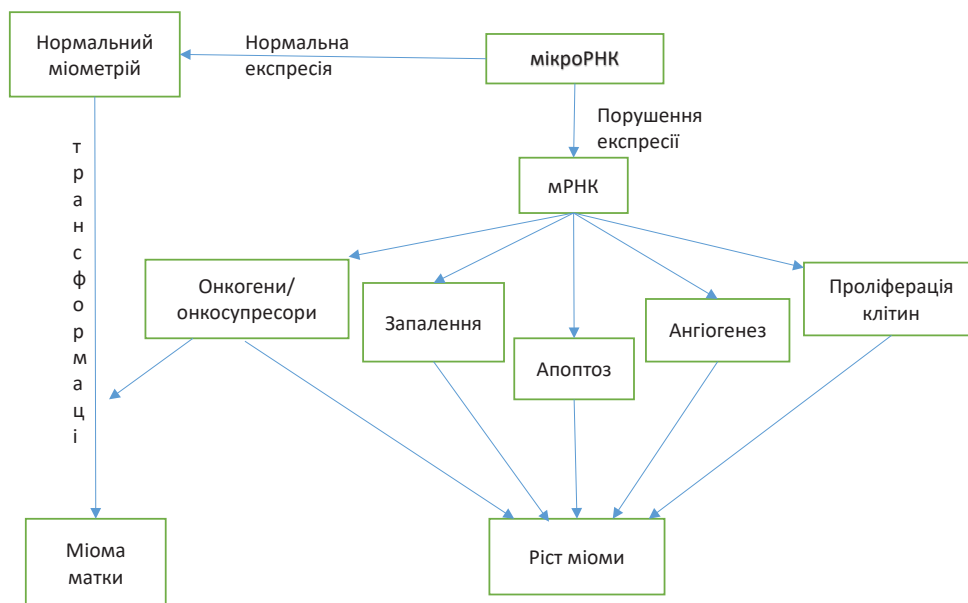 Нормальний
міометрій
Нормальна
експресія
мікроРНК
Порушення
експресії
мРНК
т
р
а
н
с
ф
о
р
м
а
ц
і
Онкогени/
онкосупресори
Запалення
Апоптоз
Ангіогенез
Проліферація
клітин
Міома
матки
Ріст міоми